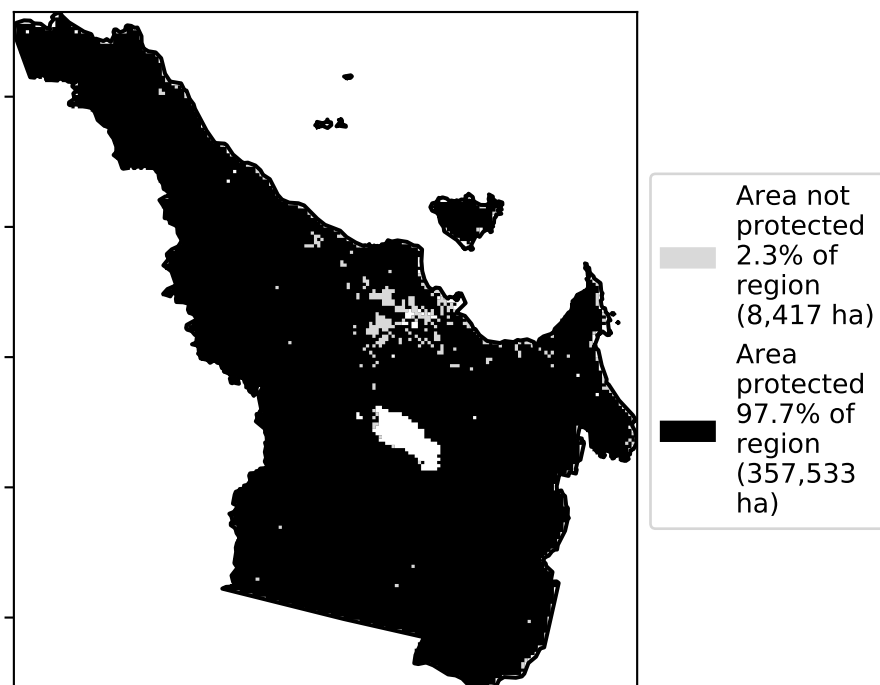 Area not
protected
2.3% of
region
(8,417 ha)
Area
protected
97.7% of
region
(357,533
ha)